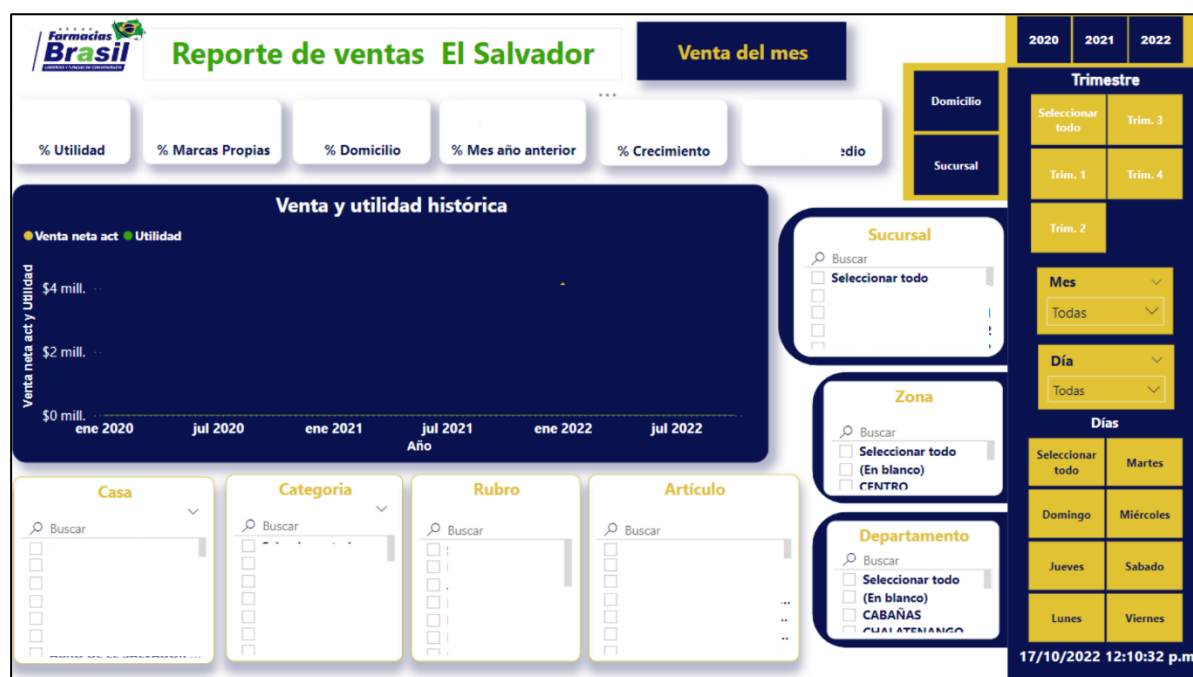 Farmacias
Brasil
Reporte de ventas El Salvador
Venta del mes
2020 2021 2022
Domicilio
Sucursal
% Utilidad
% Marcas Propias
% Domicilio
% Mes año anterior
% Crecimiento
edio
Trimestre
Seleccionar todo
Trim. 3
Trim. 1
Trim. 4
Trim. 2
Venta y utilidad histórica
Venta neta act Utilidad
Venta neta act y Utilidad
$4 mill.
$2 mill.
$0 mill.
ene 2020 jul 2020 ene 2021 jul 2021 ene 2022 jul 2022
Año
Sucursal
Buscar
Seleccionar todo
Zona
Buscar
Seleccionar todo
(En blanco)
CENTRO
Departamento
Buscar
Seleccionar todo
(En blanco)
CABAÑAS
CHALATENANGO
Mes
Todas
Día
Todas
Días
Seleccionar todo
Martes
Domingo
Miércoles
Jueves
Sabado
Lunes
Viernes
Casa
Buscar
Categoria
Buscar
Rubro
Buscar
Artículo
Buscar
17/10/2022 12:10:32 p.m